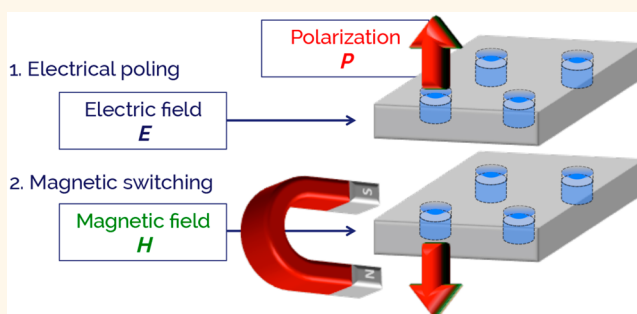 Polarization
P
1. Electrical poling
Electric field
E
2. Magnetic switching
Magnetic field
H
S
N